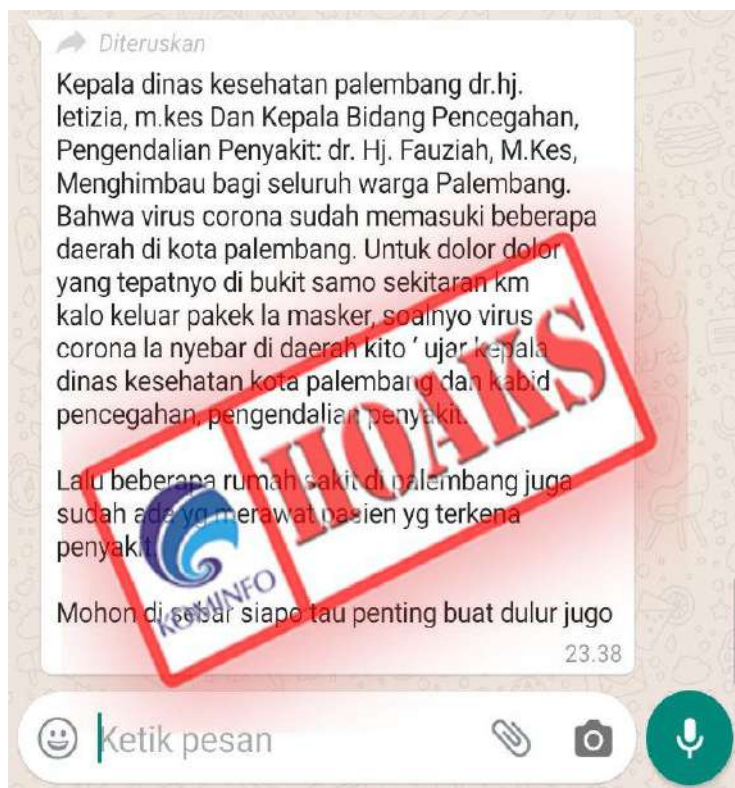 Diteruskan
Kepala dinas kesehatan palembang dr.hj.
letizia, m.kes Dan Kepala Bidang Pencegahan,
Pengendalian Penyakit: dr. Hj. Fauziah, M.Kes,
Menghimbau bagi seluruh warga Palembang.
Bahwa virus corona sudah memasuki beberapa
daerah di kota palembang. Untuk dolor dolor
yang tepatnyo di bukit samo sekitaran km
kalo keluar pakek la masker, soalnyo virus
corona la nyebar di daerah kito ‘ ujar kepala
dinas kesehatan kota palembang dan kabid
pencegahan, pengendalian penyakit.
Lalu beberapa rumah sakit di palembang juga
sudah ada yg merawat pasien yg terkena
penyakit.
Mohon di sebar siapo tau penting buat dulur jugo
23.38
HOAKS
KOMINFO
Ketik pesan